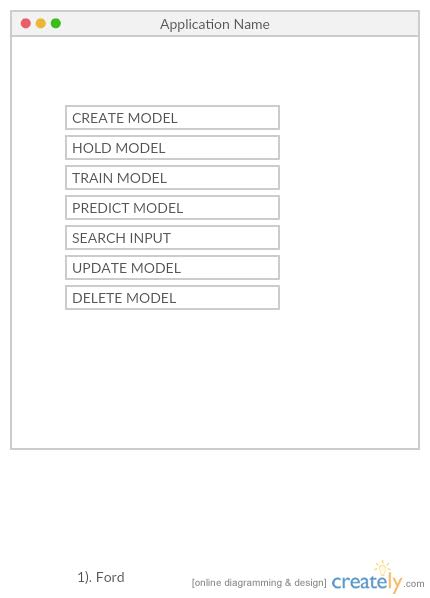 Application Name
CREATE MODEL
HOLD MODEL
TRAIN MODEL
PREDICT MODEL
SEARCH INPUT
UPDATE MODEL
DELETE MODEL
1). Ford
[online diagramming & design] creately.com